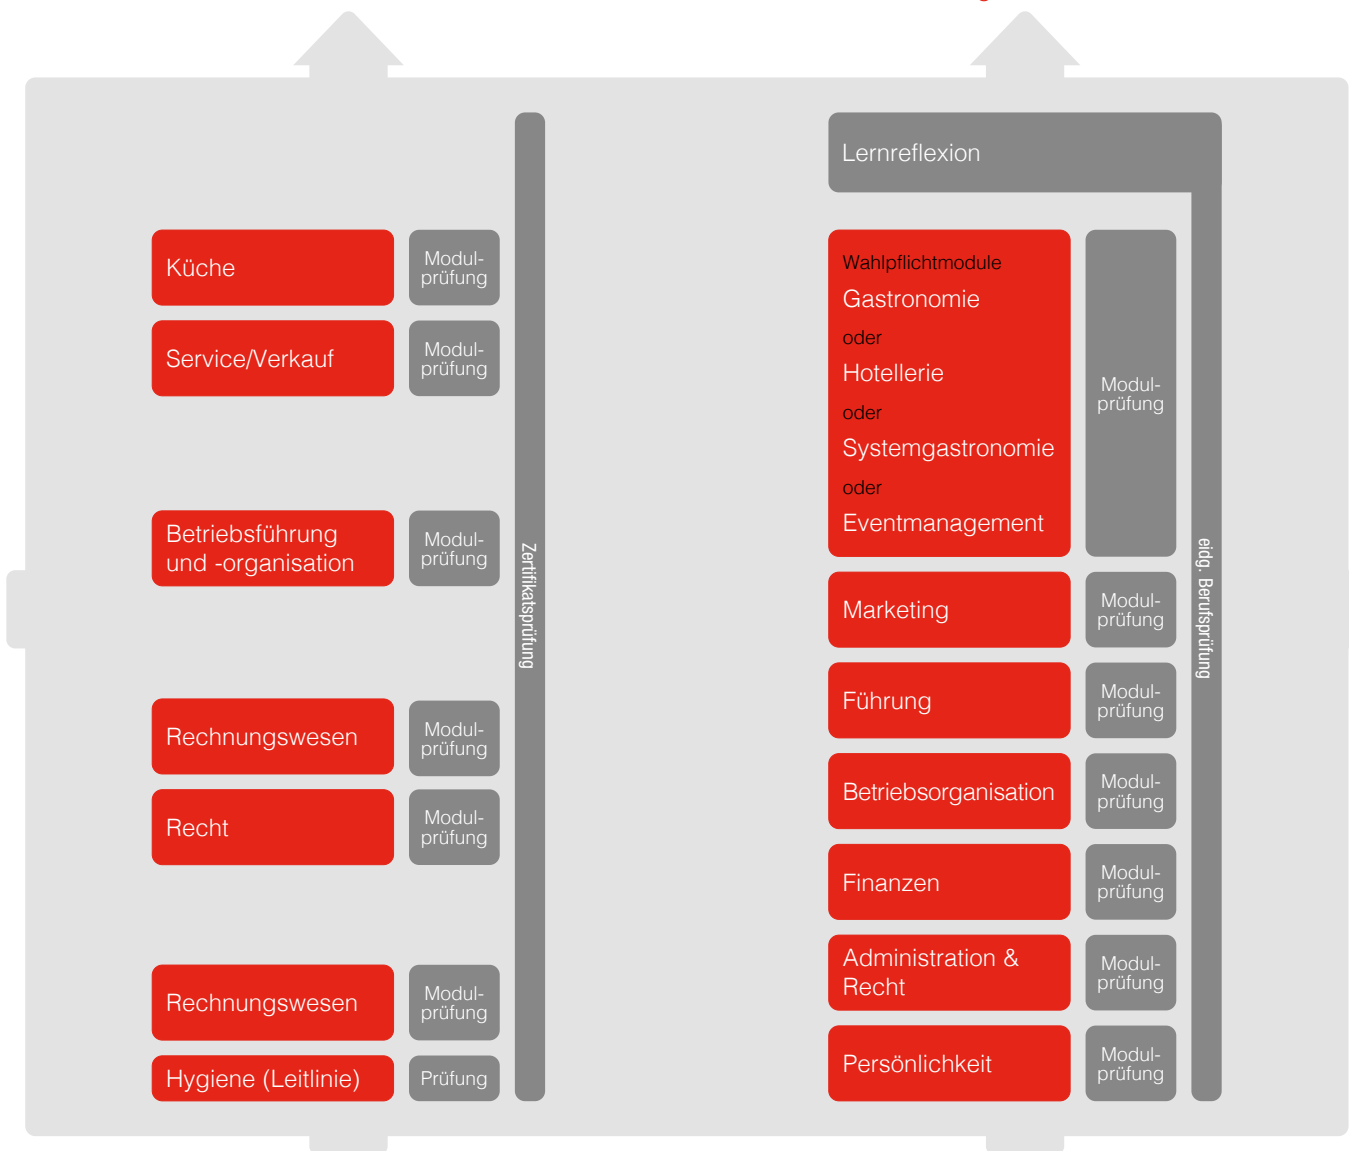 Küche
Modul-
prüfung
Service/Verkauf
Modul-
prüfung
Betriebsführung
und -organisation
Modul-
prüfung
Rechnungswesen
Modul-
prüfung
Recht
Modul-
prüfung
Rechnungswesen
Modul-
prüfung
Hygiene (Leitlinie)
Prüfung
Zertifikatsprüfung
Lernreflexion
Wahlpflichtmodule
Gastronomie
oder
Hotellerie
oder
Systemgastronomie
oder
Eventmanagement
Modul-
prüfung
Marketing
Modul-
prüfung
Führung
Modul-
prüfung
Betriebsorganisation
Modul-
prüfung
Finanzen
Modul-
prüfung
Administration &
Recht
Modul-
prüfung
Persönlichkeit
Modul-
prüfung
eidg. Berufsprüfung